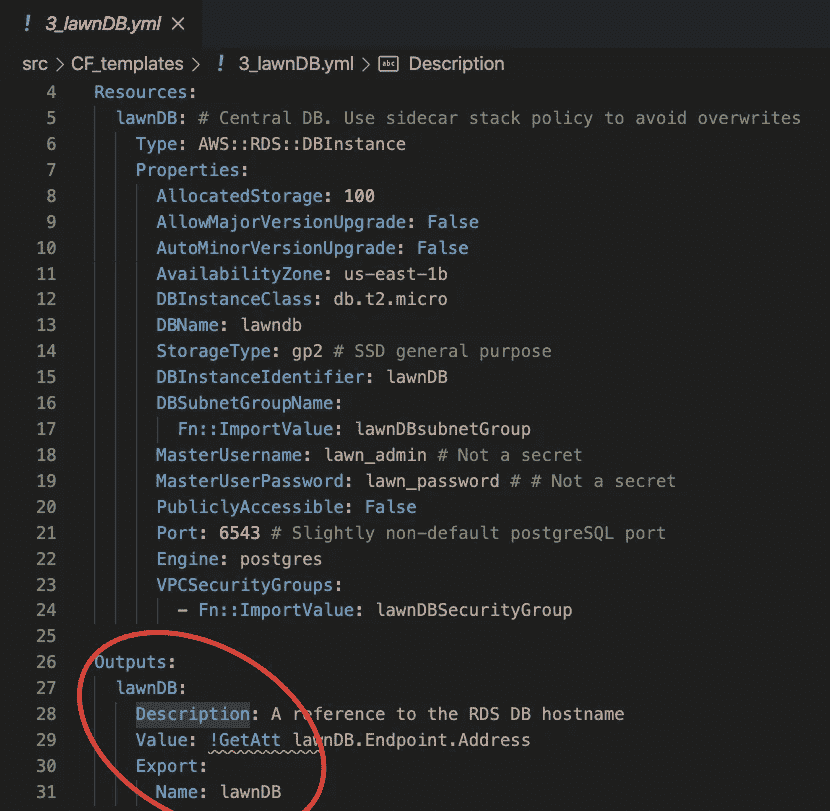 ! 3_lawnDB.yml ×
src > CF_templates > ! 3_lawnDB.yml > abc Description
4 Resources:
5 lawnDB: # Central DB. Use sidecar stack policy to avoid overwrites
6 Type: AWS::RDS::DBInstance
7 Properties:
8 AllocatedStorage: 100
9 AllowMajorVersionUpgrade: False
10 AutoMinorVersionUpgrade: False
11 AvailabilityZone: us-east-1b
12 DBInstanceClass: db.t2.micro
13 DBName: lawndb
14 StorageType: gp2 # SSD general purpose
15 DBInstanceIdentifier: lawnDB
16 DBSubnetGroupName:
17 Fn::ImportValue: lawnDBsubnetGroup
18 MasterUsername: lawn_admin # Not a secret
19 MasterUserPassword: lawn_password # # Not a secret
20 PubliclyAccessible: False
21 Port: 6543 # Slightly non-default postgreSQL port
22 Engine: postgres
23 VPCSecurityGroups:
24 - Fn::ImportValue: lawnDBSecurityGroup
25
26 Outputs:
27 lawnDB:
28 Description: A reference to the RDS DB hostname
29 Value: !GetAtt lawnDB.Endpoint.Address
30 Export:
31 Name: lawnDB